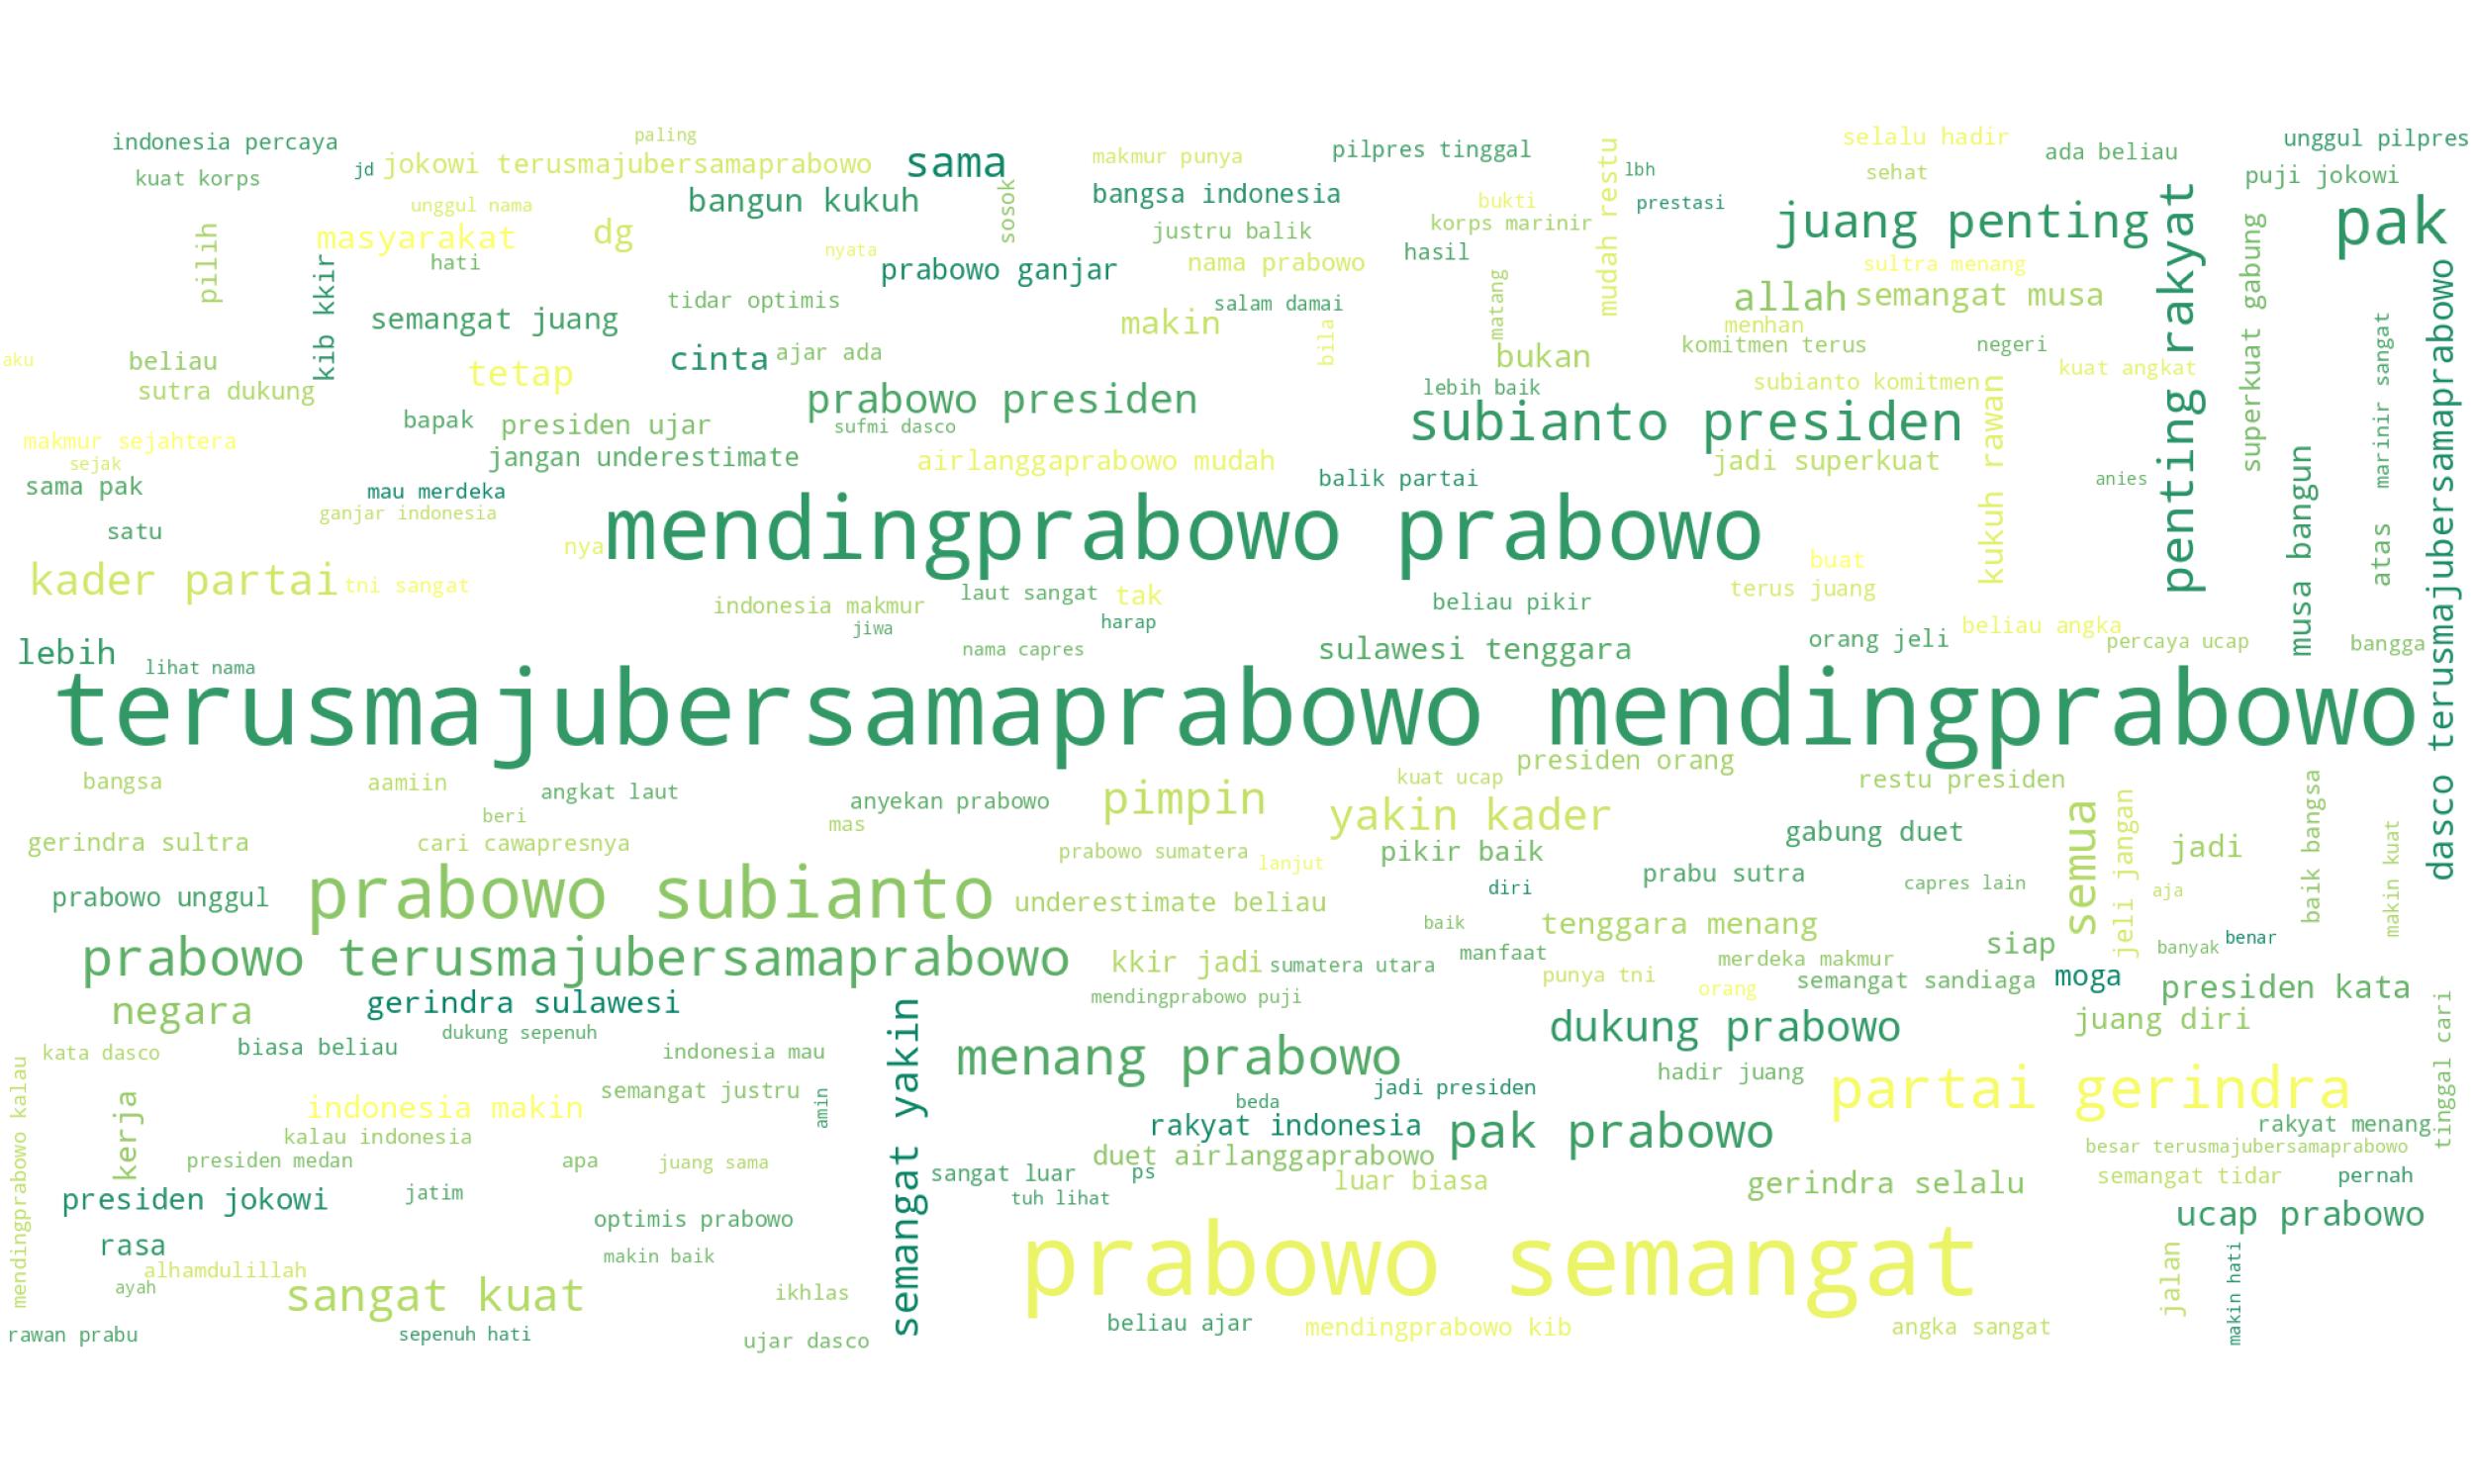 indonesia percaya
paling
pilpres tinggal
selalu hadir
ada beliau
unggul pilpres
kuat korps
jd
jokowi terusmajubersamaprabowo
sama
makmur punya
mudah restu
lbh
sehat
puji jokowi
unggul nama
bangun kukuh
sosok
bangsa indonesia
bukti
prestasi
juang penting
penting rakyat
pak
pilih
masyarakat
dg
nyata
justru balik
korps marinir
superkuat gabung
kib kkir
hati
prabowo ganjar
nama prabowo
hasil
sultra menang
dasco terusmajubersamaprabowo
semangat juang
tidar optimis
makin
salam damai
matang
allah
semangat musa
menhan
marinir sangat
aku
beliau
tetap
cinta
ajar ada
bila
bukan
komitmen terus
negeri
sutra dukung
prabowo presiden
lebih baik
subianto komitmen
kuat angkat
bapak
presiden ujar
sufmi dasco
subianto presiden
kukuh rawan
makmur sejahtera
sejak
jangan underestimate
airlanggaprabowo mudah
jadi superkuat
musa bangun
sama pak
mau merdeka
balik partai
anies
satu
ganjar indonesia
nya
mendingprabowo prabowo
buat
atas
kader partai
tni sangat
indonesia makmur
laut sangat
tak
beliau pikir
terus juang
jiwa
harap
beliau angka
lebih
lihat nama
nama capres
sulawesi tenggara
orang jeli
percaya ucap
bangga
terusmajubersamaprabowo mendingprabowo
bangsa
aamiin
angkat laut
anyekan prabowo
pimpin
kuat ucap
presiden orang
restu presiden
beri
mas
yakin kader
semua
jeli jangan
baik bangsa
gerindra sultra
cari cawapresnya
prabowo sumatera
lanjut
pikir baik
gabung duet
jadi
makin kuat
prabowo unggul
prabowo subianto
underestimate beliau
diri
prabu sutra
capres lain
aja
baik
tenggara menang
siap
banyak
benar
prabowo terusmajubersamaprabowo
kkir jadi
sumatera utara
manfaat
merdeka makmur
punya tni
orang
semangat sandiaga
moga
presiden kata
negara
gerindra sulawesi
semangat yakin
mendingprabowo puji
tinggal cari
dukung sepenuh
dukung prabowo
juang diri
kata dasco
biasa beliau
indonesia mau
menang prabowo
hadir juang
mendingprabowo kalau
kerja
indonesia makin
semangat justru
amin
jadi presiden
beda
partai gerindra
kalau indonesia
rakyat indonesia
pak prabowo
rakyat menang
presiden medan
apa
juang sama
duet airlanggaprabowo
besar terusmajubersamaprabowo
presiden jokowi
jatim
sangat luar
ps
luar biasa
gerindra selalu
semangat tidar
pernah
tuh lihat
optimis prabowo
ucap prabowo
rasa
makin baik
prabowo semangat
jalan
makin hati
alhamdulillah
ayah
sangat kuat
ikhlas
rawan prabu
sepenuh hati
ujar dasco
beliau ajar
mendingprabowo kib
angka sangat